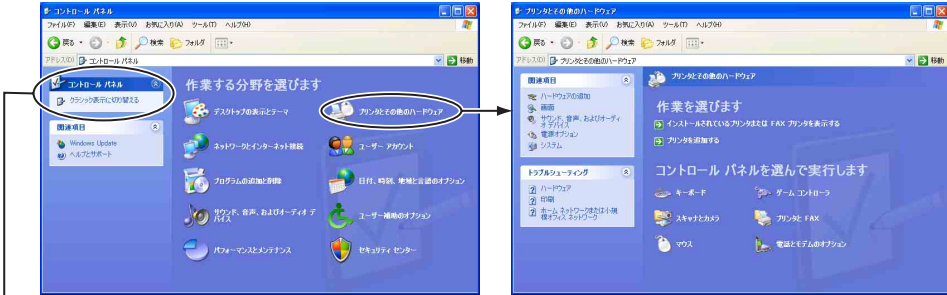 コントロール パネル
ファイル(F) 編集(E) 表示(V) お気に入り(A) ツール(T) ヘルプ(H)
戻る 検索 フォルダ
アドレス(D) コントロール パネル 移動
コントロール パネル
クラシック表示に切り替える
関連項目
Windows Update
ヘルプとサポート
作業する分野を選びます
デスクトップの表示とテーマ
プリンタとその他のハードウェア
ネットワークとインターネット接続
ユーザー アカウント
プログラムの追加と削除
日付、時刻、地域と言語のオプション
サウンド、音声、およびオーディオ デ
バイス
ユーザー補助のオプション
パフォーマンスとメンテナンス
セキュリティ センター
プリンタとその他のハードウェア
ファイル(F) 編集(E) 表示(V) お気に入り(A) ツール(T) ヘルプ(H)
戻る 検索 フォルダ
アドレス(D) プリンタとその他のハードウェア 移動
関連項目
ハードウェアの追加
画面
サウンド、音声、およびオーディ
オ デバイス
電源オプション
システム
トラブルシューティング
ハードウェア
印刷
ホーム ネットワークまたは小規
模オフィス ネットワーク
プリンタとその他のハードウェア
作業を選びます
インストールされているプリンタまたは FAX プリンタを表示する
プリンタを追加する
コントロール パネルを選んで実行します
キーボード
ゲーム コントローラ
スキャナとカメラ
プリンタと FAX
マウス
電話とモデムのオプション